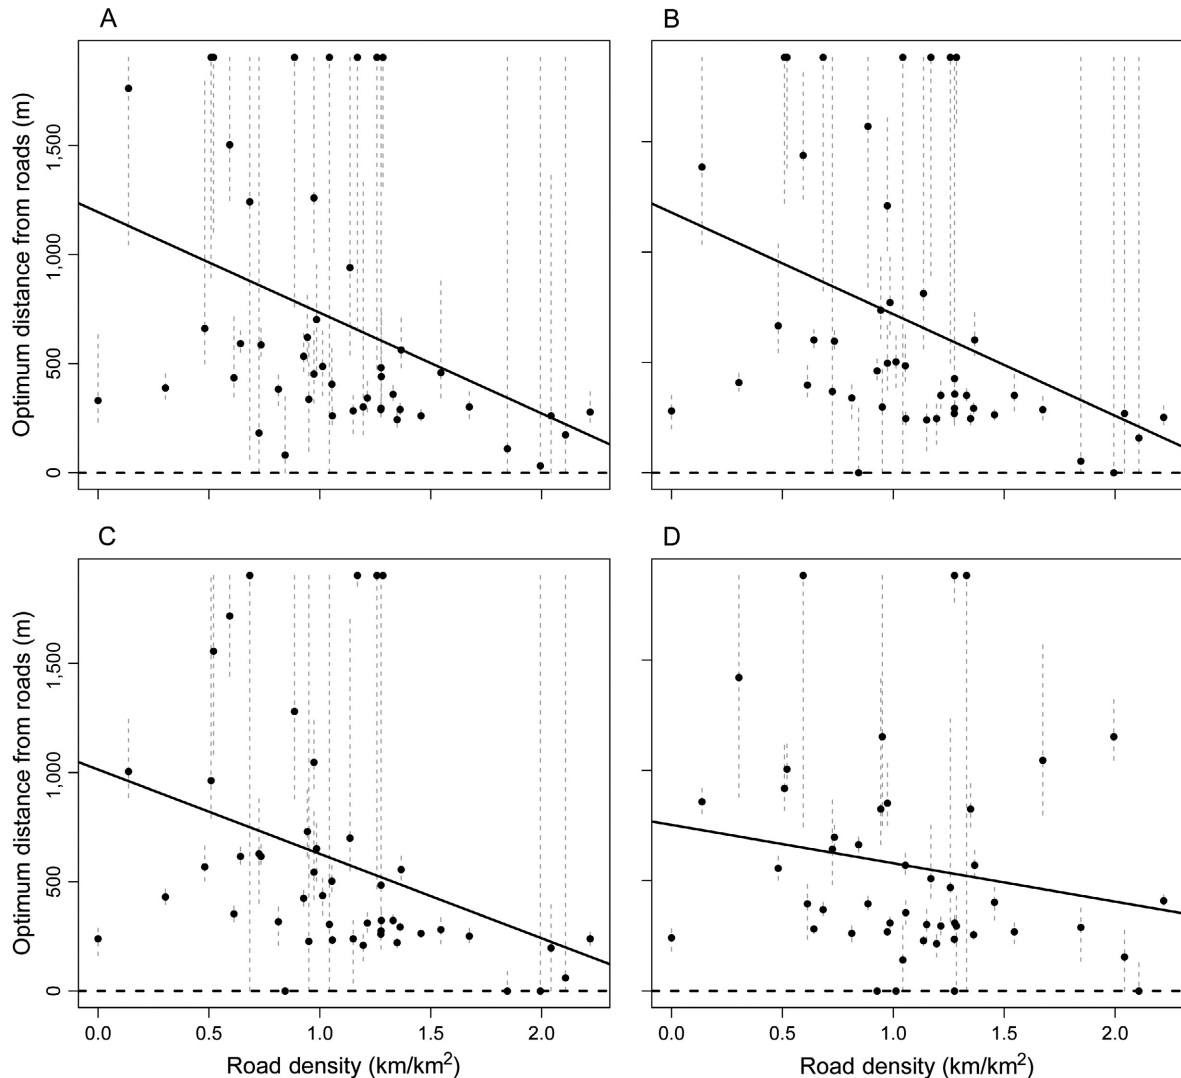 A
B
Optimum distance from roads (m)
1,500
1,000
500
0
C
D
Optimum distance from roads (m)
1,500
1,000
500
0
0.0 0.5 1.0 1.5 2.0
0.0 0.5 1.0 1.5 2.0
Road density (km/km²)
Road density (km/km²)